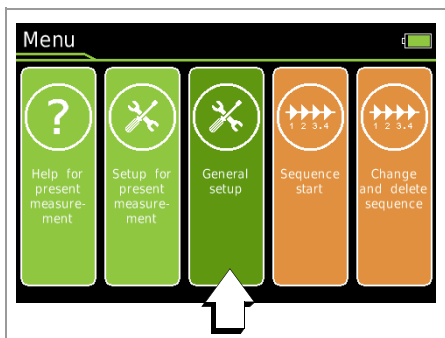 Menu
?
Help for
present
measure-
ment
Setup for
present
measure-
ment
General
setup
1 2 3.4
Sequence
start
1 2 3.4
Change
and delete
sequence